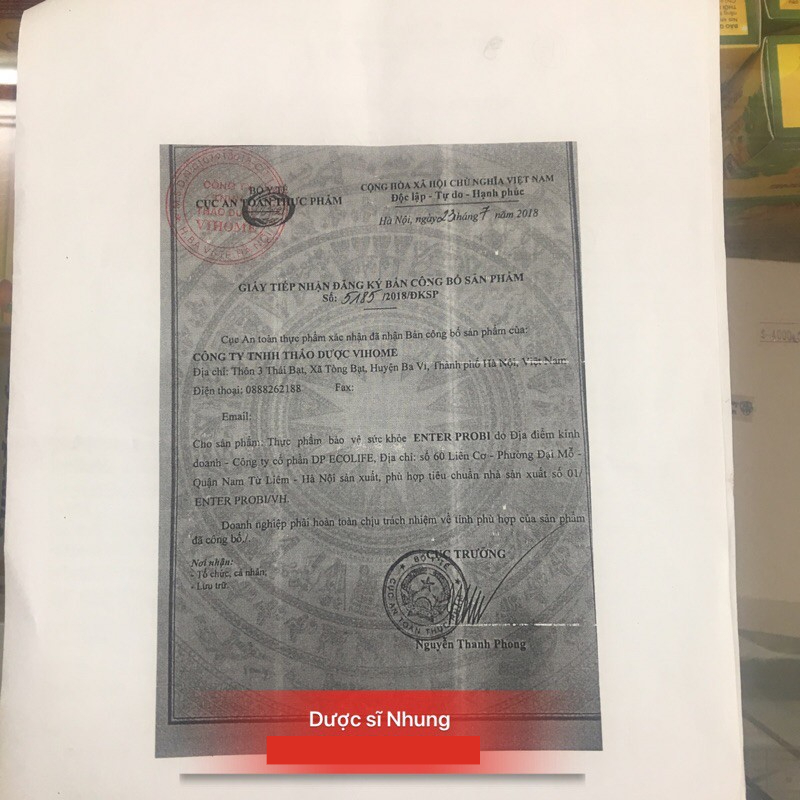 BỘ Y TẾ
CỤC AN TOÀN THỰC PHẨM
CỘNG HÒA XÃ HỘI CHỦ NGHĨA VIỆT NAM
Độc lập - Tự do - Hạnh phúc
Hà Nội, ngày 23 tháng 7 năm 2018
GIẤY TIẾP NHẬN ĐĂNG KÝ BẢN CÔNG BỐ SẢN PHẨM
Số: 5185 /2018/ĐKSP
Cục An toàn thực phẩm xác nhận đã nhận Bản công bố sản phẩm của:
CÔNG TY TNHH THẢO DƯỢC VIHOME
Địa chỉ: Thôn 3 Thái Bạt, Xã Tòng Bạt, Huyện Ba Vì, Thành phố Hà Nội, Việt Nam
Điện thoại: 0888262188 Fax:
Email:
Cho sản phẩm: Thực phẩm bảo vệ sức khỏe ENTER PROBI do Địa điểm kinh
doanh - Công ty cổ phần DP ECOLIFE, Địa chỉ: số 60 Liên Cơ - Phường Đại Mỗ -
Quận Nam Từ Liêm - Hà Nội sản xuất, phù hợp tiêu chuẩn nhà sản xuất số 01/
ENTER PROBI/VH.
Doanh nghiệp phải hoàn toàn chịu trách nhiệm về tính phù hợp của sản phẩm
đã công bố./.
Nơi nhận:
- Tổ chức, cá nhân;
- Lưu trữ.
CỤC TRƯỞNG
BỘ Y TẾ
CỤC AN TOÀN THỰC PHẨM
Nguyễn Thanh Phong
Dược sĩ Nhung